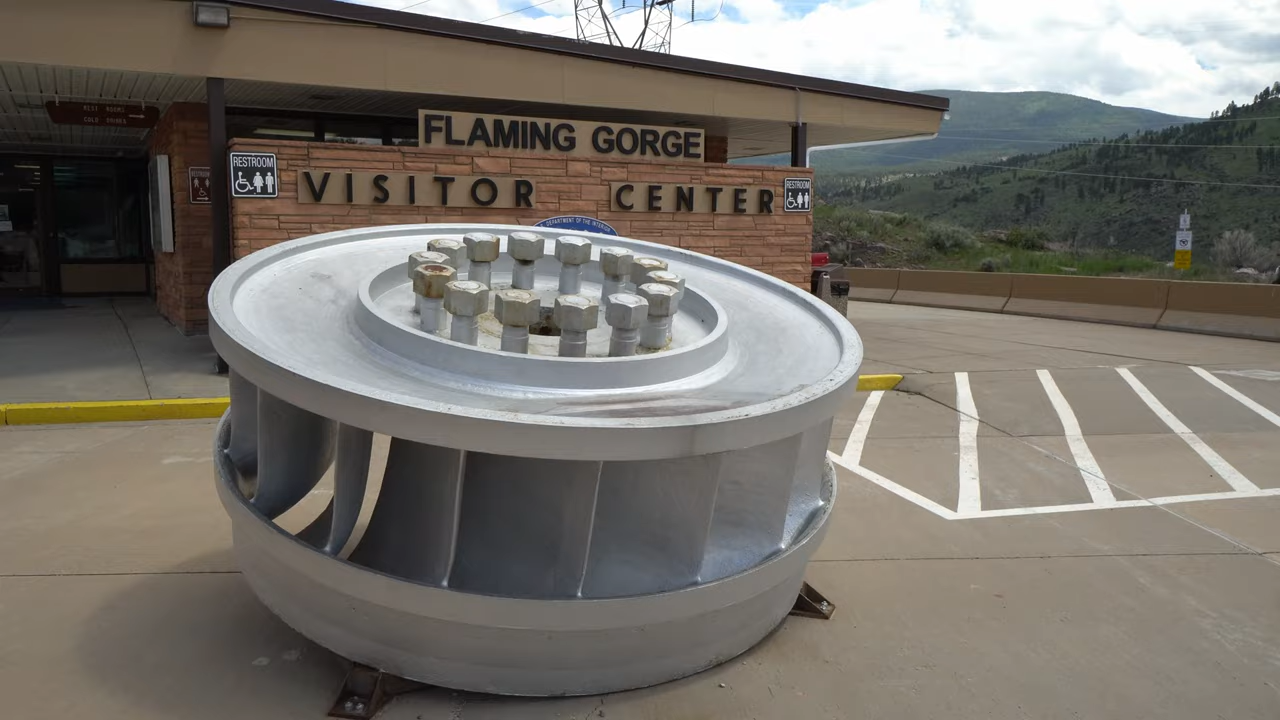 REST ROOMS
COLD DRINKS
FLAMING GORGE
RESTROOM
VISITOR CENTER
RESTROOM
DEPARTMENT OF THE INTERIOR